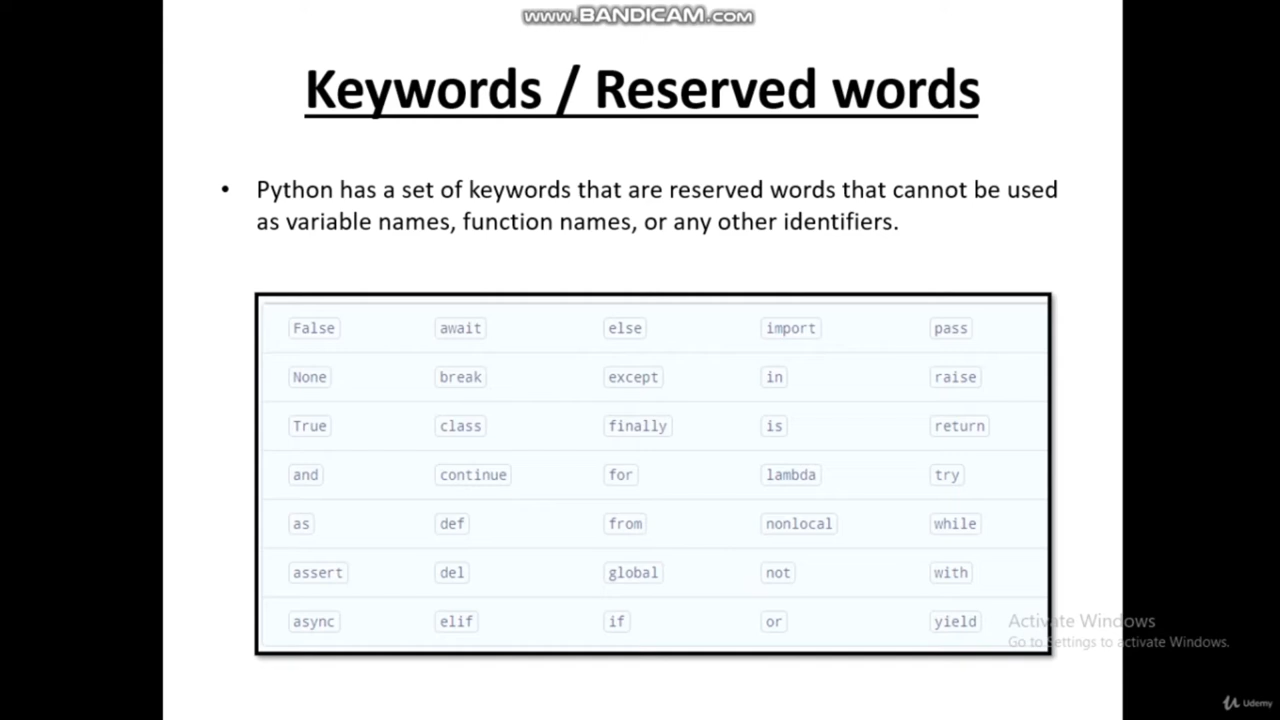 www.BANDICAM.com
Keywords / Reserved words
• Python has a set of keywords that are reserved words that cannot be used
as variable names, function names, or any other identifiers.
False await else import pass
None break except in raise
True class finally is return
and continue for lambda try
as def from nonlocal while
assert del global not with
async elif if or yield
Activate Windows
Go to Settings to activate Windows.
Udemy